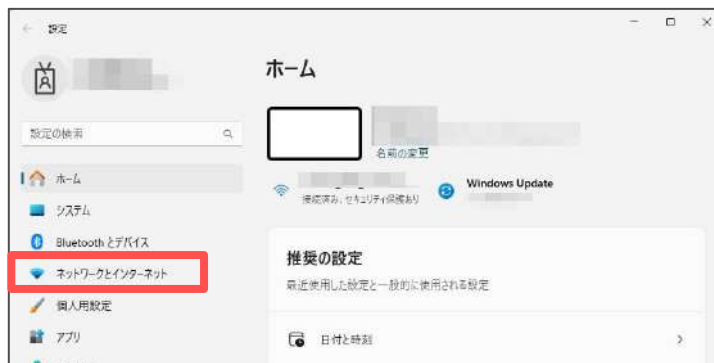 設定
設定の検索
ホーム
システム
Bluetooth とデバイス
ネットワークとインターネット
個人用設定
アプリ
ホーム
名前の変更
接続済み、セキュリティ保護あり
Windows Update
推奨の設定
最近使用した設定と一般的に使用される設定
日付と時刻